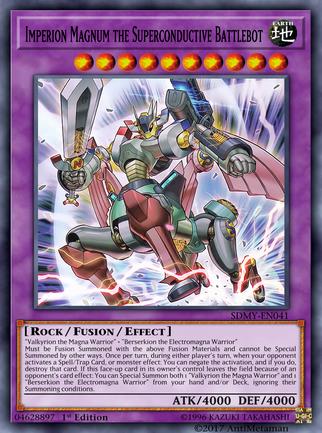 IMPERION MAGNUM THE SUPERCONDUCTIVE BATTLEBOT
EARTH
地
SDMY-EN041
[ROCK / FUSION / EFFECT]
"Valkyrion the Magna Warrior" + "Berserkion the Electromagna Warrior"
Must be Fusion Summoned with the above Fusion Materials and cannot be Special
Summoned by other ways. Once per turn, during either player's turn, when your opponent
activates a Spell/Trap Card, or monster effect: You can negate the activation, and if you do,
destroy that card. If this face-up card in its owner's control leaves the field because of an
opponent's card effect: You can Special Summon both 1 "Valkyrion the Magna Warrior" and 1
"Berserkion the Electromagna Warrior" from your hand and/or Deck, ignoring their
Summoning conditions.
ATK/4000 DEF/4000
04628897 1st Edition ©1996 KAZUKI TAKAHASHI
©2017 AntiMetaman